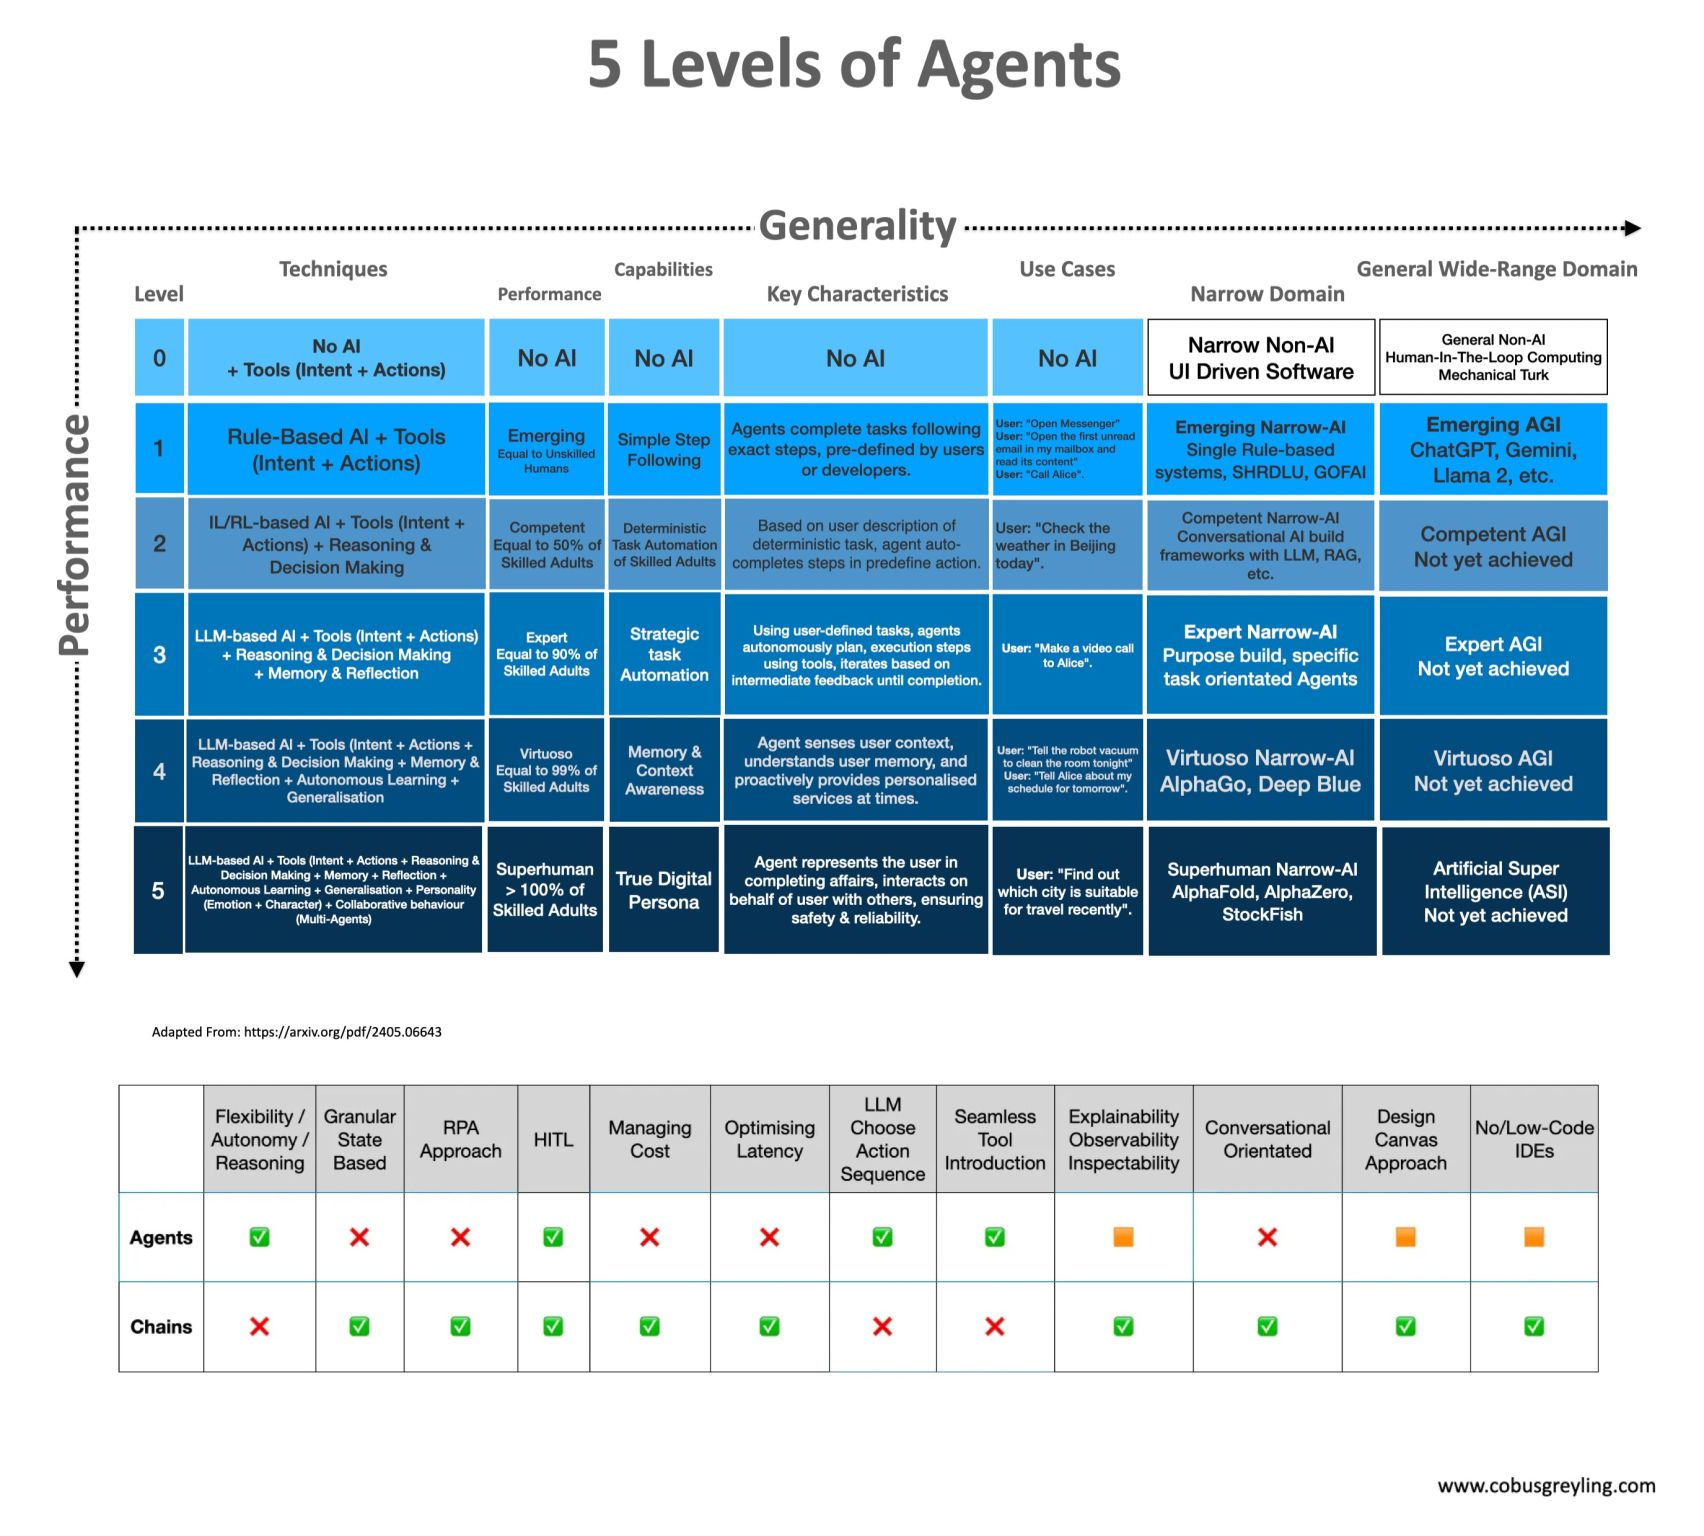 5 Levels of Agents
Generality
Performance
Level
Techniques
Performance
Capabilities
Key Characteristics
Use Cases
Narrow Domain
General Wide-Range Domain
0
No AI
+ Tools (Intent + Actions)
No AI
No AI
No AI
No AI
Narrow Non-AI
UI Driven Software
General Non-AI
Human-In-The-Loop Computing
Mechanical Turk
1
Rule-Based AI + Tools
(Intent + Actions)
Emerging
Equal to Unskilled
Humans
Simple Step
Following
Agents complete tasks following
exact steps, pre-defined by users
or developers.
User: "Open Messenger"
User: "Open the first unread
email in my mailbox and
read its content"
User: "Call Alice".
Emerging Narrow-AI
Single Rule-based
systems, SHRDLU, GOFAI
Emerging AGI
ChatGPT, Gemini,
Llama 2, etc.
2
IL/RL-based AI + Tools (Intent +
Actions) + Reasoning &
Decision Making
Competent
Equal to 50% of
Skilled Adults
Deterministic
Task Automation
of Skilled Adults
Based on user description of
deterministic task, agent auto-
completes steps in predefine action.
User: "Check the
weather in Beijing
today".
Competent Narrow-AI
Conversational AI build
frameworks with LLM, RAG,
etc.
Competent AGI
Not yet achieved
3
LLM-based AI + Tools (Intent + Actions)
+ Reasoning & Decision Making
+ Memory & Reflection
Expert
Equal to 90% of
Skilled Adults
Strategic
task
Automation
Using user-defined tasks, agents
autonomously plan, execution steps
using tools, iterates based on
intermediate feedback until completion.
User: "Make a video call
to Alice".
Expert Narrow-AI
Purpose build, specific
task orientated Agents
Expert AGI
Not yet achieved
4
LLM-based AI + Tools (Intent + Actions +
Reasoning & Decision Making + Memory &
Reflection + Autonomous Learning +
Generalisation
Virtuoso
Equal to 99% of
Skilled Adults
Memory &
Context
Awareness
Agent senses user context,
understands user memory, and
proactively provides personalised
services at times.
User: "Tell the robot vacuum
to clean the room tonight"
User: "Tell Alice about my
schedule for tomorrow".
Virtuoso Narrow-AI
AlphaGo, Deep Blue
Virtuoso AGI
Not yet achieved
5
LLM-based AI + Tools (Intent + Actions + Reasoning &
Decision Making + Memory + Reflection +
Autonomous Learning + Generalisation + Personality
(Emotion + Character) + Collaborative behaviour
(Multi-Agents)
Superhuman
> 100% of
Skilled Adults
True Digital
Persona
Agent represents the user in
completing affairs, interacts on
behalf of user with others, ensuring
safety & reliability.
User: "Find out
which city is suitable
for travel recently".
Superhuman Narrow-AI
AlphaFold, AlphaZero,
StockFish
Artificial Super
Intelligence (ASI)
Not yet achieved
Adapted From: https://arxiv.org/pdf/2405.06643
Flexibility /
Autonomy /
Reasoning
Granular
State
Based
RPA
Approach
HITL
Managing
Cost
Optimising
Latency
LLM
Choose
Action
Sequence
Seamless
Tool
Introduction
Explainability
Observability
Inspectability
Conversational
Orientated
Design
Canvas
Approach
No/Low-Code
IDEs
Agents
Chains
www.cobusgreyling.com